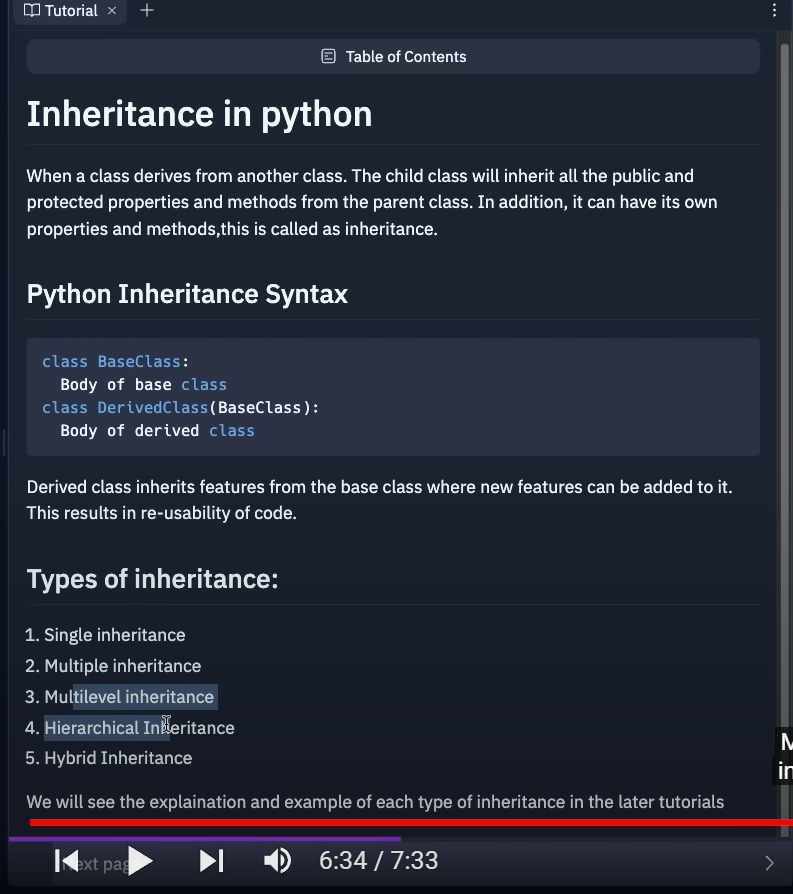 Tutorial
Table of Contents
Inheritance in python
When a class derives from another class. The child class will inherit all the public and
protected properties and methods from the parent class. In addition, it can have its own
properties and methods,this is called as inheritance.
Python Inheritance Syntax
class BaseClass:
Body of base class
class DerivedClass(BaseClass):
Body of derived class
Derived class inherits features from the base class where new features can be added to it.
This results in re-usability of code.
Types of inheritance:
1. Single inheritance
2. Multiple inheritance
3. Multilevel inheritance
4. Hierarchical Inheritance
5. Hybrid Inheritance
We will see the explaination and example of each type of inheritance in the later tutorials
6:34 / 7:33